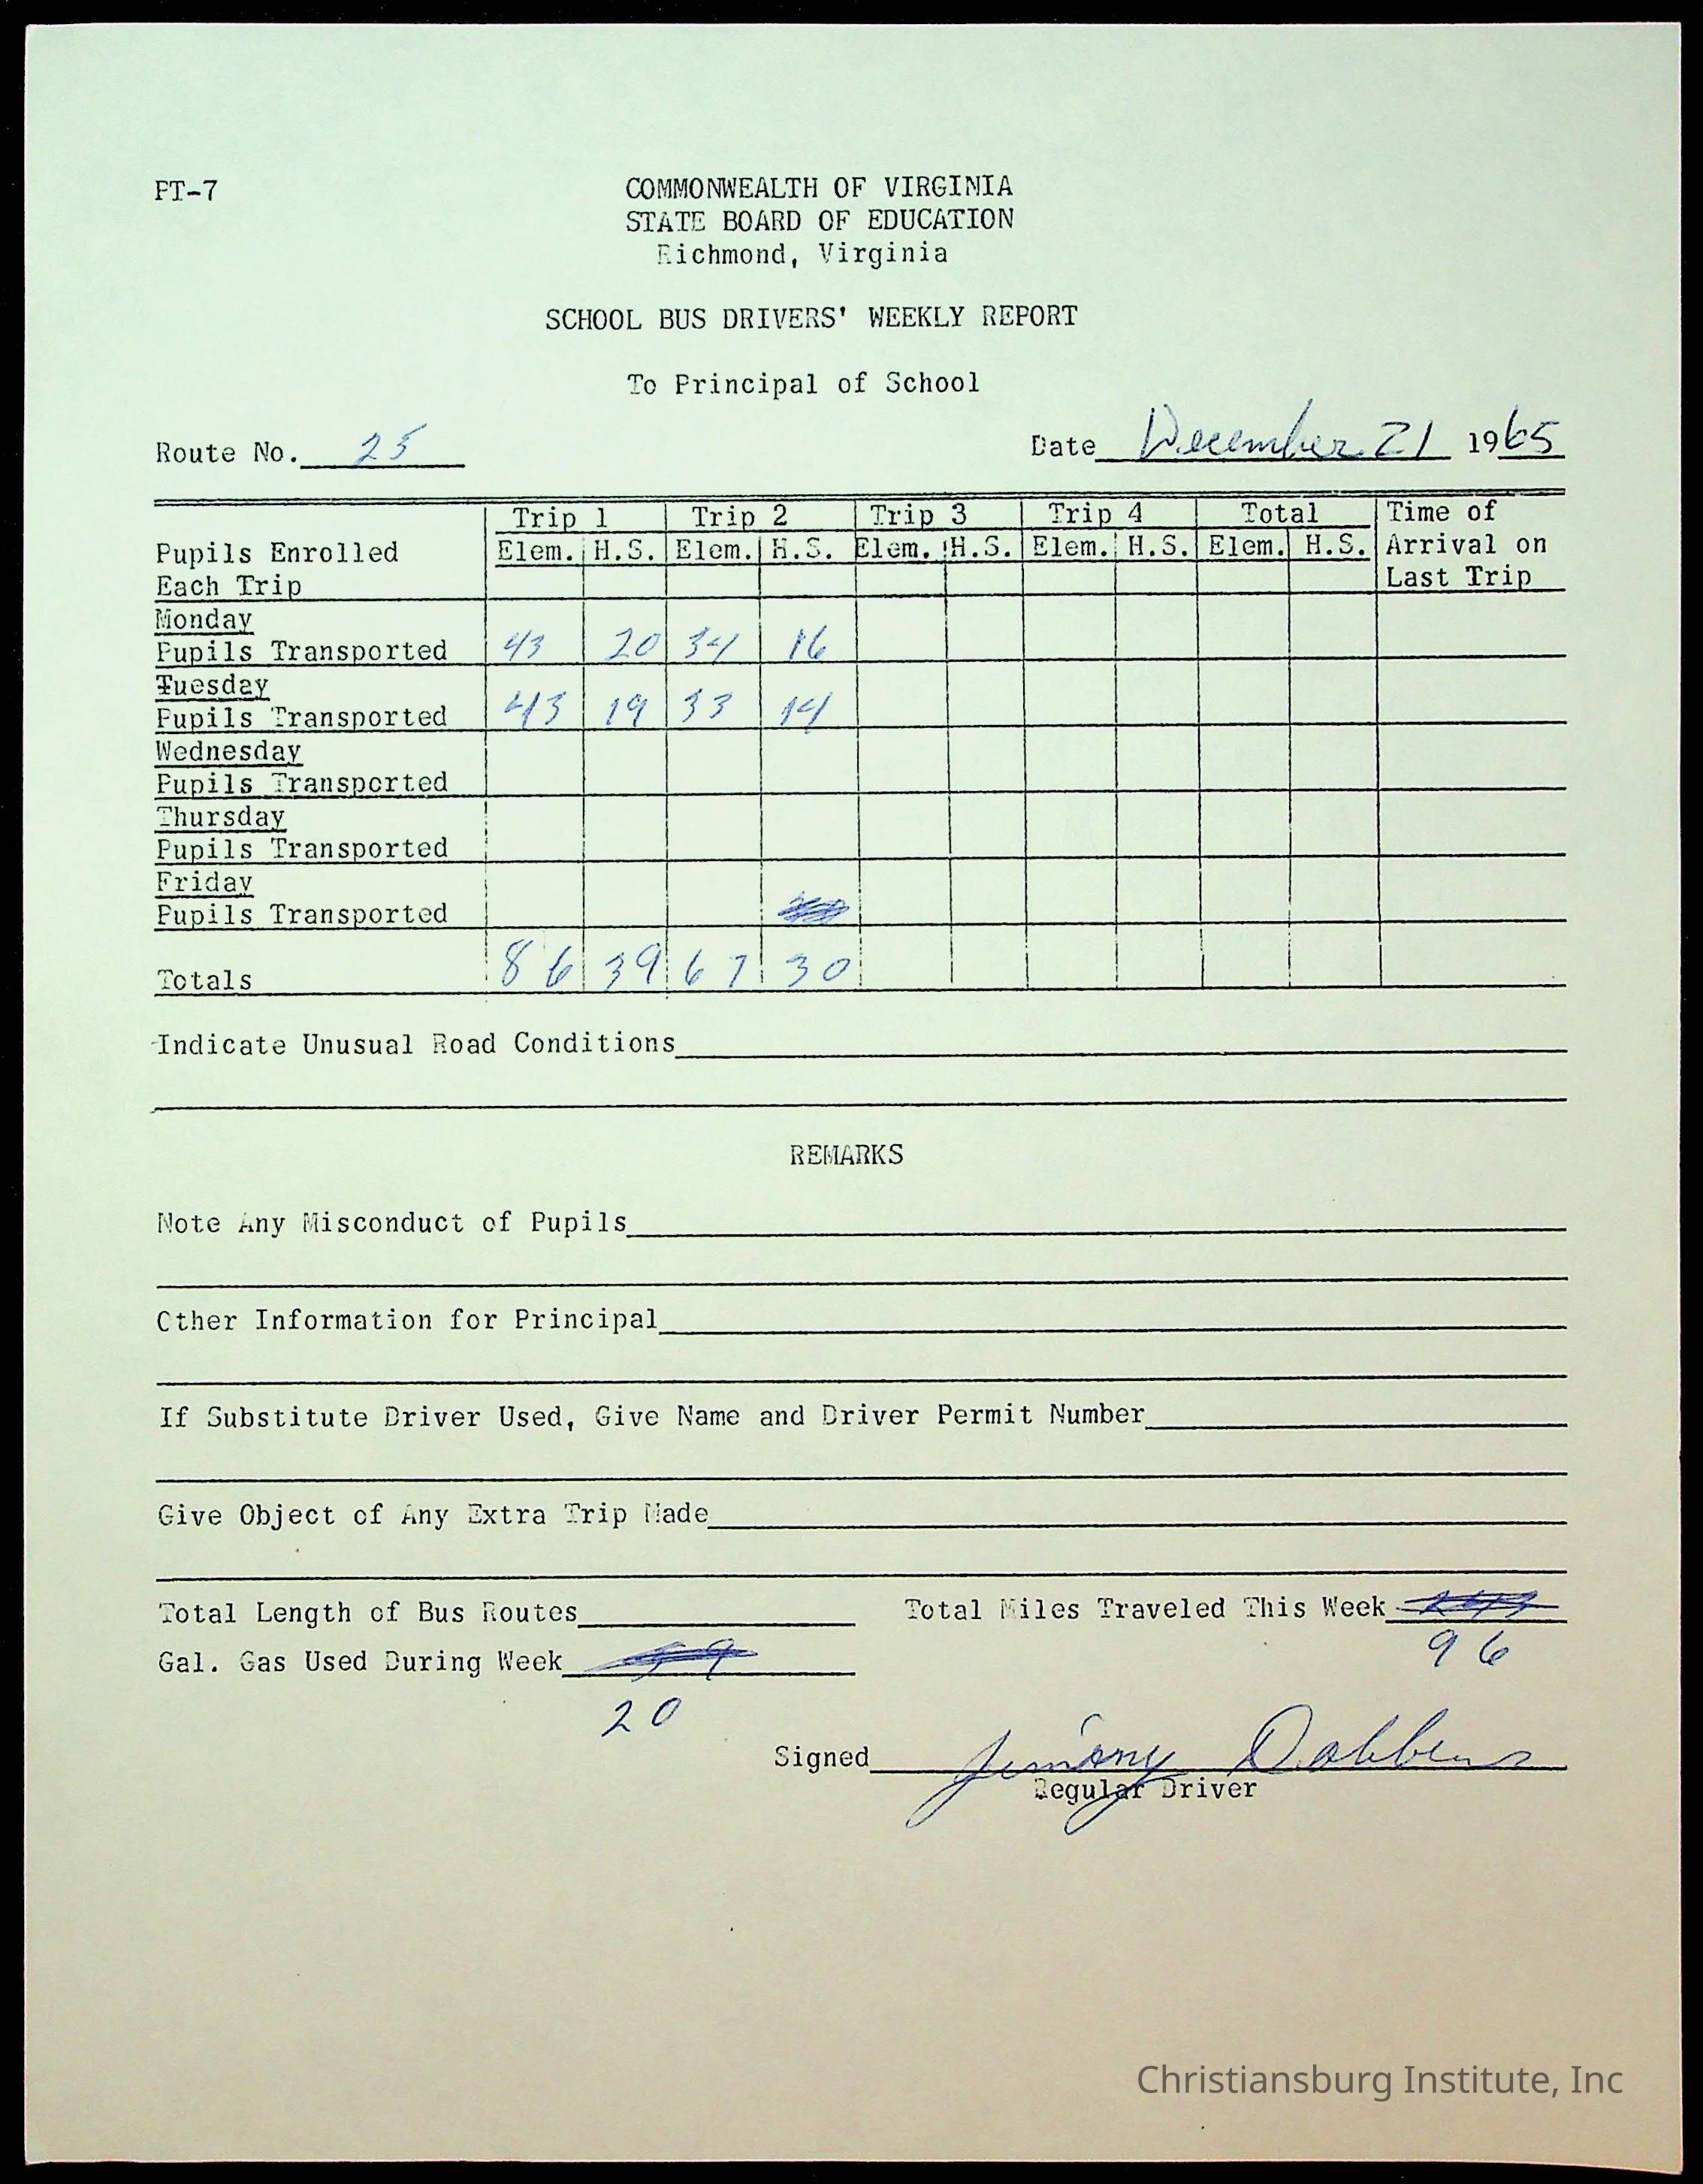 PT-7
COMMONWEALTH OF VIRGINIA
STATE BOARD OF EDUCATION
Richmond, Virginia
SCHOOL BUS DRIVERS' WEEKLY REPORT
To Principal of School
Route No. 25 Date December 21 1965
Trip 1 Trip 2 Trip 3 Trip 4 Total Time of
Pupils Enrolled Elem. H.S. Elem. H.S. Elem. H.S. Elem. H.S. Elem. H.S. Arrival on
Each Trip Last Trip
Monday
Pupils Transported 43 20 34 16
Tuesday
Pupils Transported 43 19 33 14
Wednesday
Pupils Transported
Thursday
Pupils Transported
Friday
Pupils Transported
Totals 86 39 67 30
Indicate Unusual Road Conditions
REMARKS
Note Any Misconduct of Pupils
Other Information for Principal
If Substitute Driver Used, Give Name and Driver Permit Number
Give Object of Any Extra Trip Made
Total Length of Bus Routes Total Miles Traveled This Week
96
Gal. Gas Used During Week
20
Signed Jimmy Dobbins
Regular Driver
Christiansburg Institute, Inc